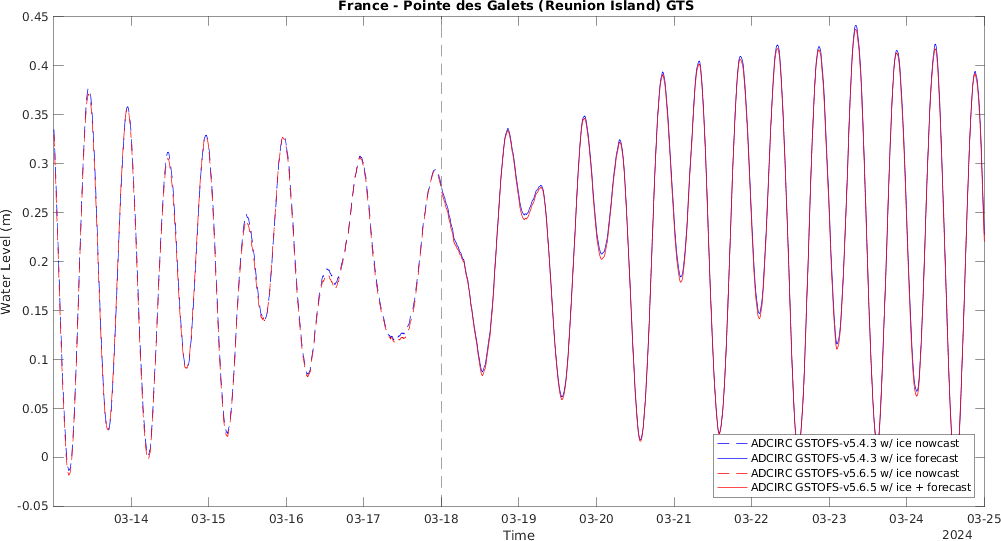 France - Pointe des Galets (Reunion Island) GTS
0.45
0.4
0.35
0.3
0.25
0.2
0.15
0.1
0.05
0
-0.05
Water Level (m)
ADCIRC GSTOFS-v5.4.3 w/ ice nowcast
ADCIRC GSTOFS-v5.4.3 w/ ice forecast
ADCIRC GSTOFS-v5.6.5 w/ ice nowcast
ADCIRC GSTOFS-v5.6.5 w/ ice + forecast
03-14 03-15 03-16 03-17 03-18 03-19 03-20 03-21 03-22 03-23 03-24 03-25
Time
2024